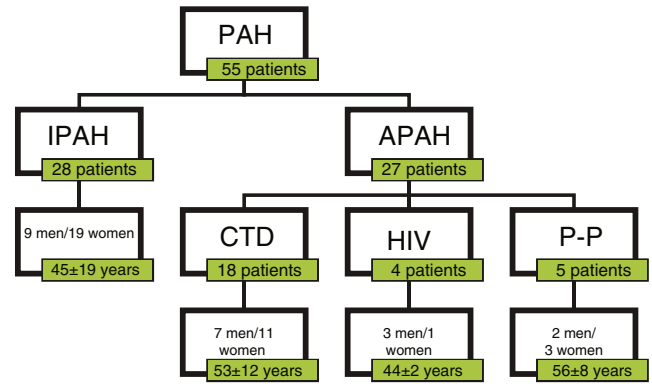 PAH
55 patients
IPAH
28 patients
APAH
27 patients
9 men/19 women
45±19 years
CTD
18 patients
HIV
4 patients
P-P
5 patients
7 men/11
women
53±12 years
3 men/1
women
44±2 years
2 men/
3 women
56±8 years